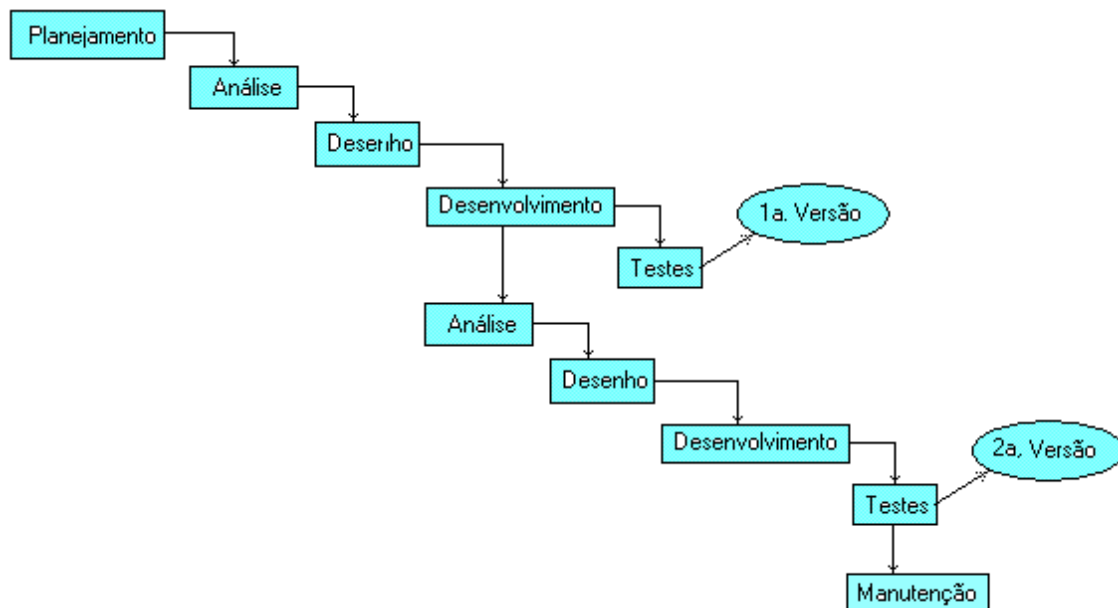 Planejamento
Análise
Desenho
Desenvolvimento
1a. Versão
Testes
Análise
Desenho
Desenvolvimento
2a, Versão
Testes
Manutenção